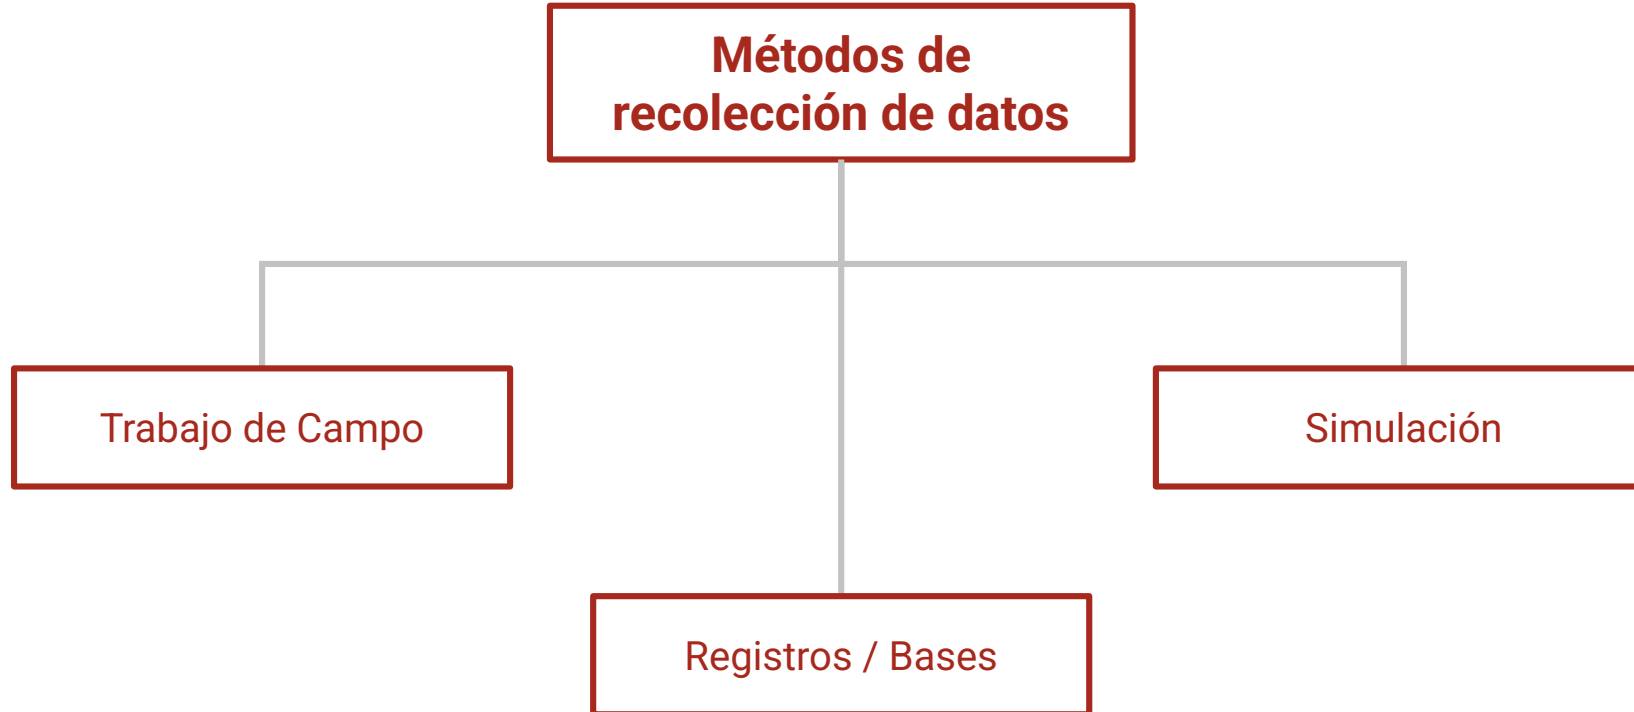 Métodos de
recolección de datos
Trabajo de Campo
Simulación
Registros / Bases